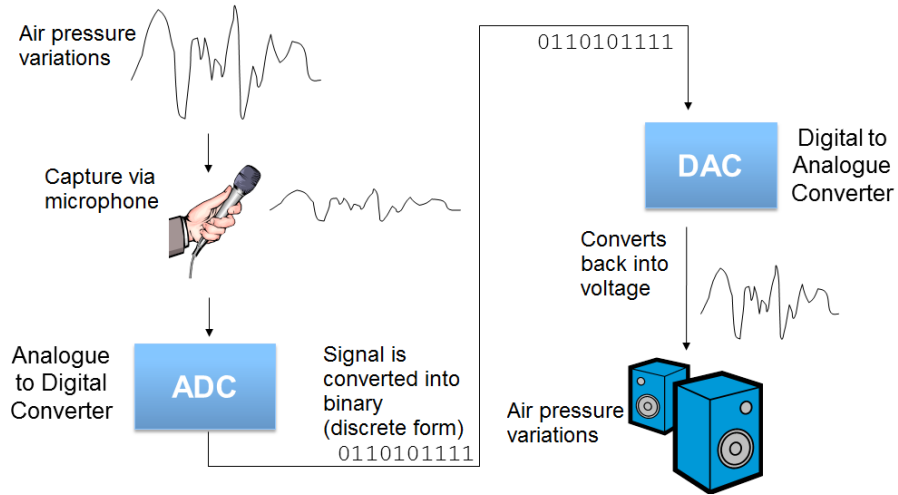 Air pressure
variations
Capture via
microphone
Analogue
to Digital
Converter
ADC
Signal is
converted into
binary
(discrete form)
0110101111
0110101111
DAC
Digital to
Analogue
Converter
Converts
back into
voltage
Air pressure
variations